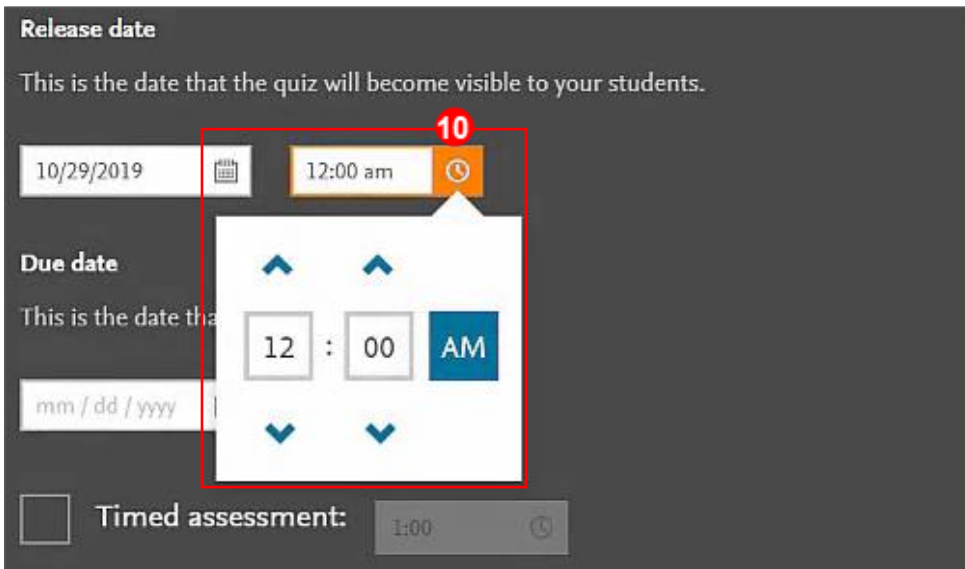 Release date
This is the date that the quiz will become visible to your students.
10
10/29/2019 12:00 am
Due date
This is the date tha
12 : 00 AM
mm / dd / yyyy
Timed assessment: 1:00